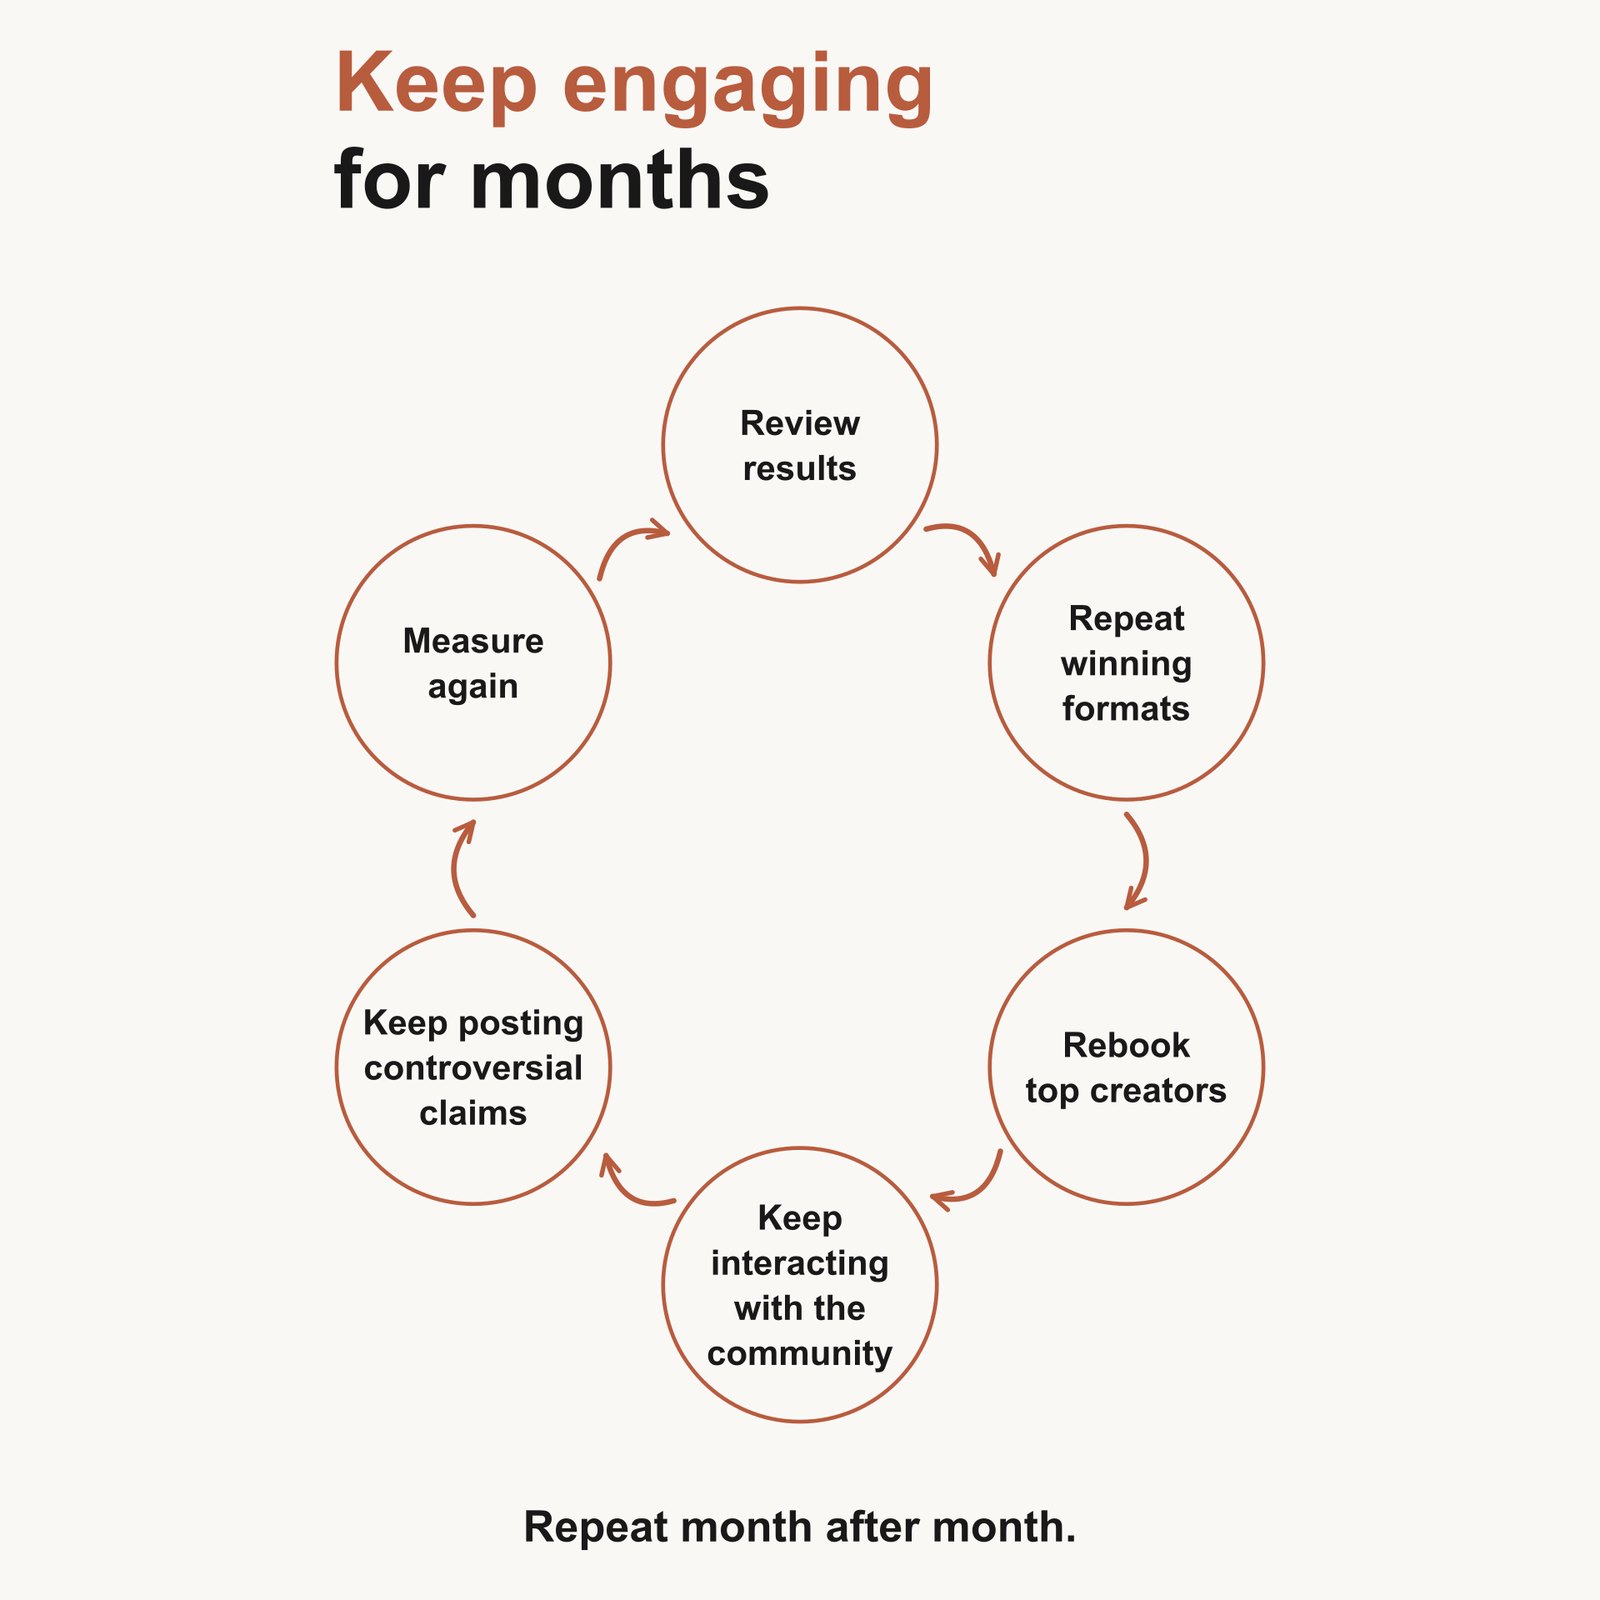 Keep engaging
for months
Review
results
Repeat
winning
formats
Rebook
top creators
Keep
interacting
with the
community
Keep posting
controversial
claims
Measure
again
Repeat month after month.